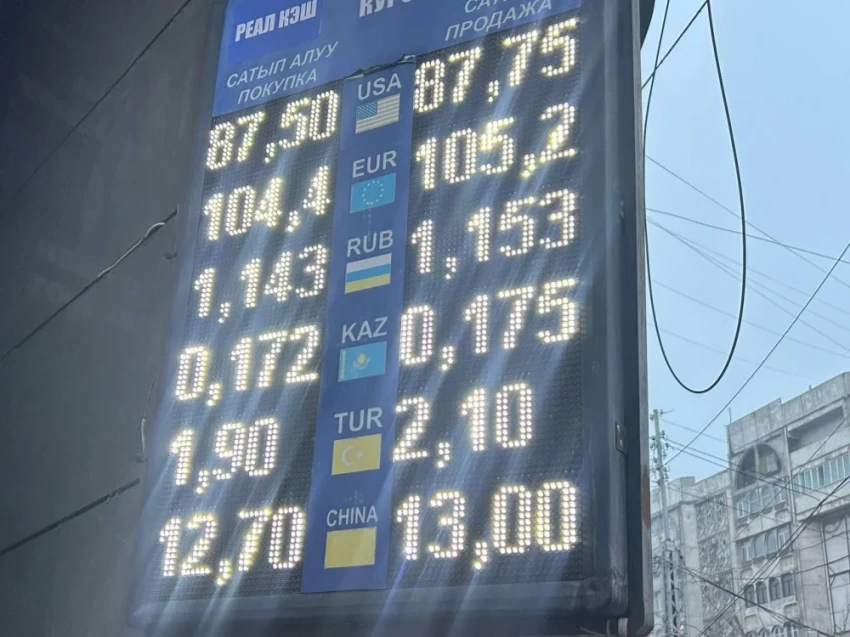 РЕАЛ КЭШ
САТЫП АЛУУ
ПОКУПКА
ПРОДАЖА
87,50 USA 87,75
104,4 EUR 105,2
1,143 RUB 1,153
0,172 KAZ 0,175
1,90 TUR 2,10
12,70 CHINA 13,00